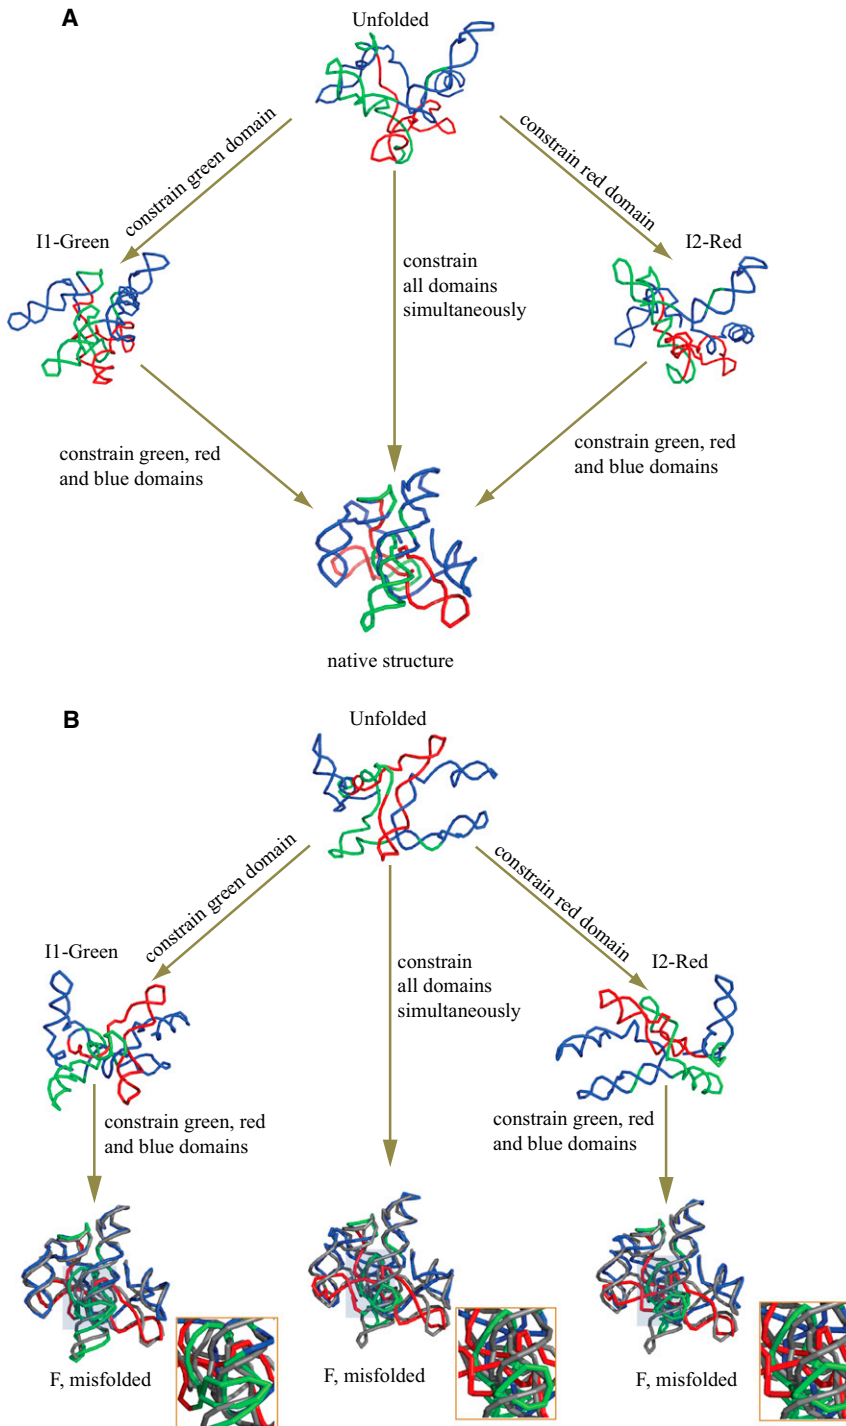 A
Unfolded
constrain green domain
constrain red domain
I1-Green
I2-Red
constrain
all domains
simultaneously
constrain green, red
and blue domains
constrain green, red
and blue domains
native structure
B
Unfolded
constrain green domain
constrain red domain
I1-Green
constrain
all domains
simultaneously
I2-Red
constrain green, red
and blue domains
constrain green, red
and blue domains
F, misfolded
F, misfolded
F, misfolded